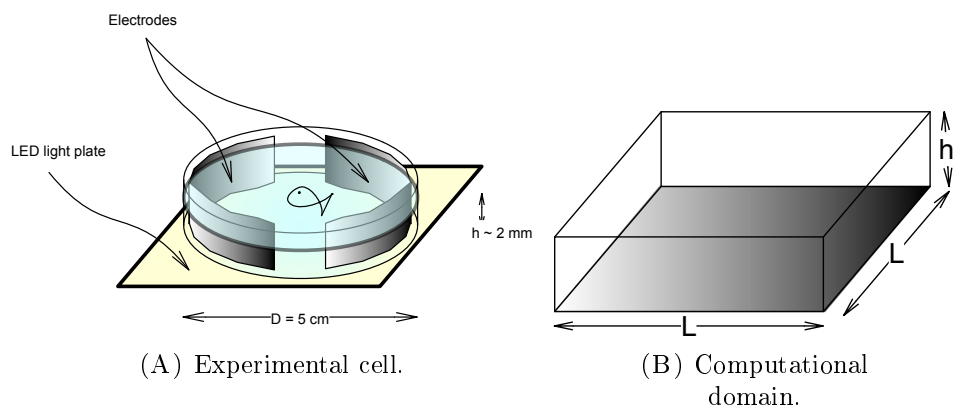 Electrodes
LED light plate
h ~ 2 mm
D = 5 cm
(A) Experimental cell.
h
L
L
(B) Computational
domain.